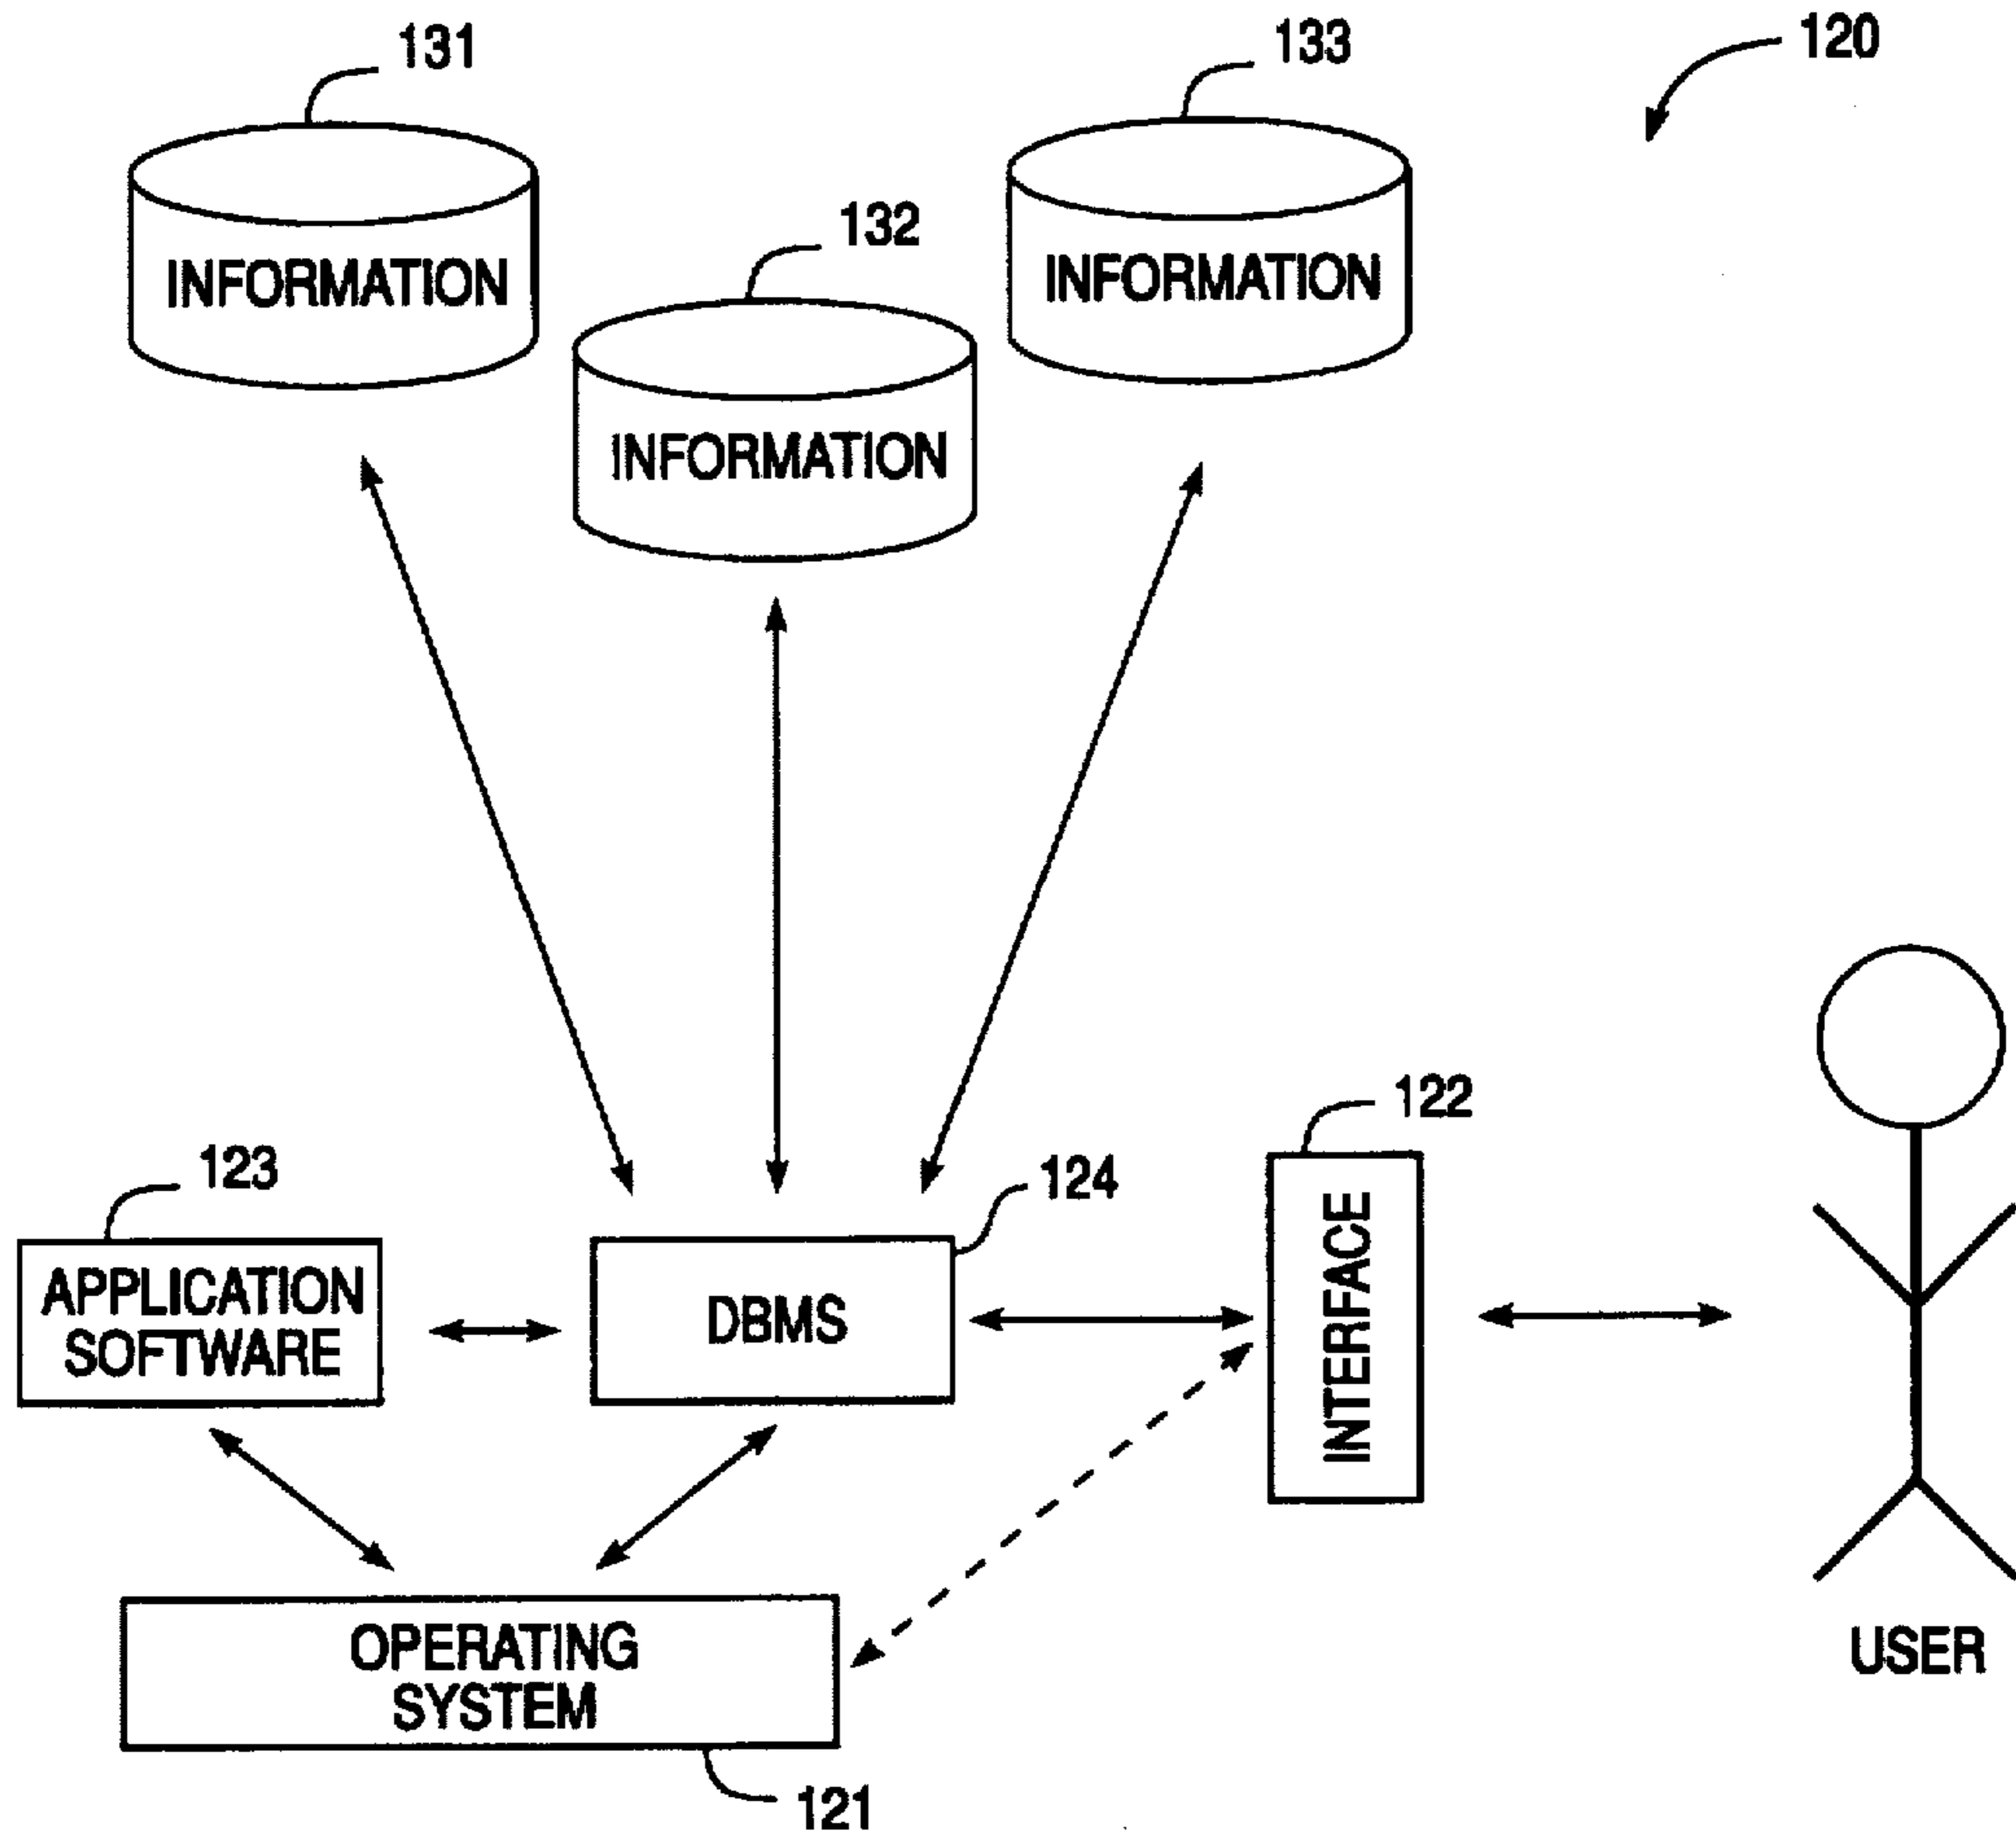 131
133
120
132
INFORMATION
INFORMATION
INFORMATION
122
123
124
APPLICATION
SOFTWARE
DBMS
INTERFACE
OPERATING
SYSTEM
USER
121